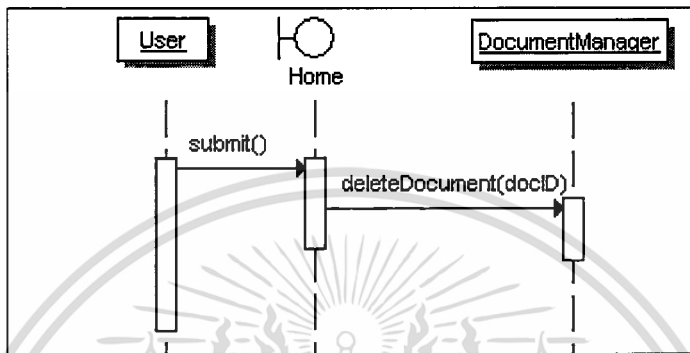 User
Home
DocumentManager
submit()
deleteDocument(docID)